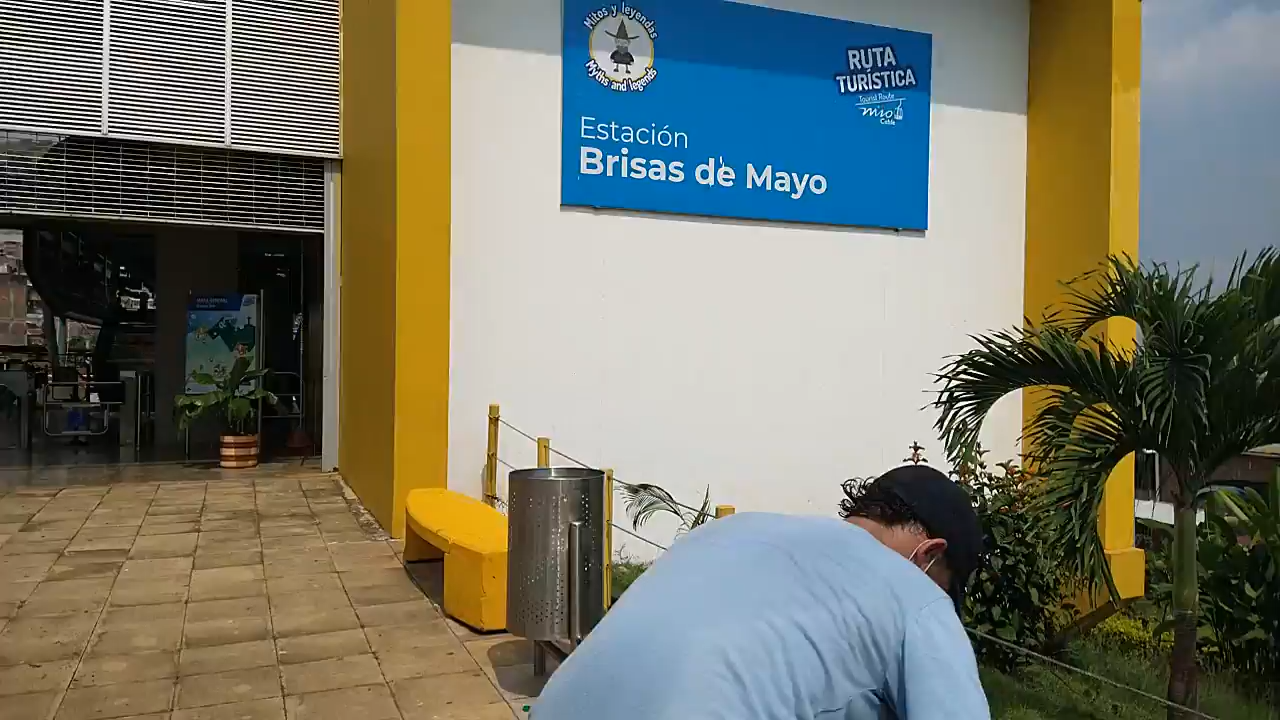 Mitos y leyendas
Myths and legends
RUTA
TURÍSTICA
Tourist Route
mio
Cable
Estación
Brisas de Mayo